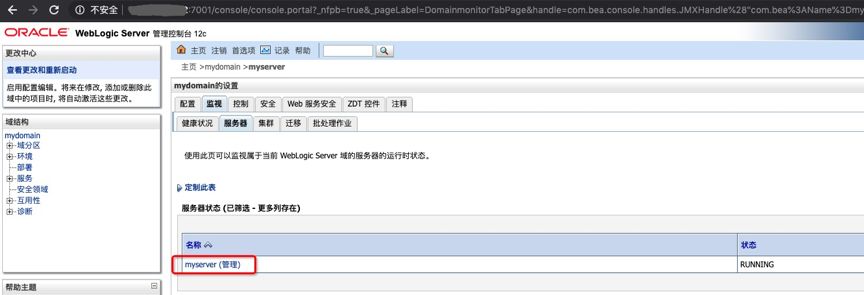 不安全
:7001/console/console.portal?_nfpb=true&_pageLabel=DomainmonitorTabPage&handle=com.bea.console.handles.JMXHandle%28"com.bea%3AName%3Dmy
ORACLE WebLogic Server 管理控制台 12c
更改中心
查看更改和重新启动
启用配置编辑。将来在修改, 添加或删除此
域中的项目时, 将自动激活这些更改。
域结构
mydomain
域分区
环境
部署
服务
安全领域
互用性
诊断
帮助主题
主页 注销 首选项 记录 帮助
主页 >mydomain >myserver
mydomain的设置
配置 监视 控制 安全 Web 服务安全 ZDT 控件 注释
健康状况 服务器 集群 迁移 批处理作业
使用此页可以监视属于当前 WebLogic Server 域的服务器的运行时状态。
定制此表
服务器状态 (已筛选 - 更多列存在)
名称 状态
myserver (管理) RUNNING